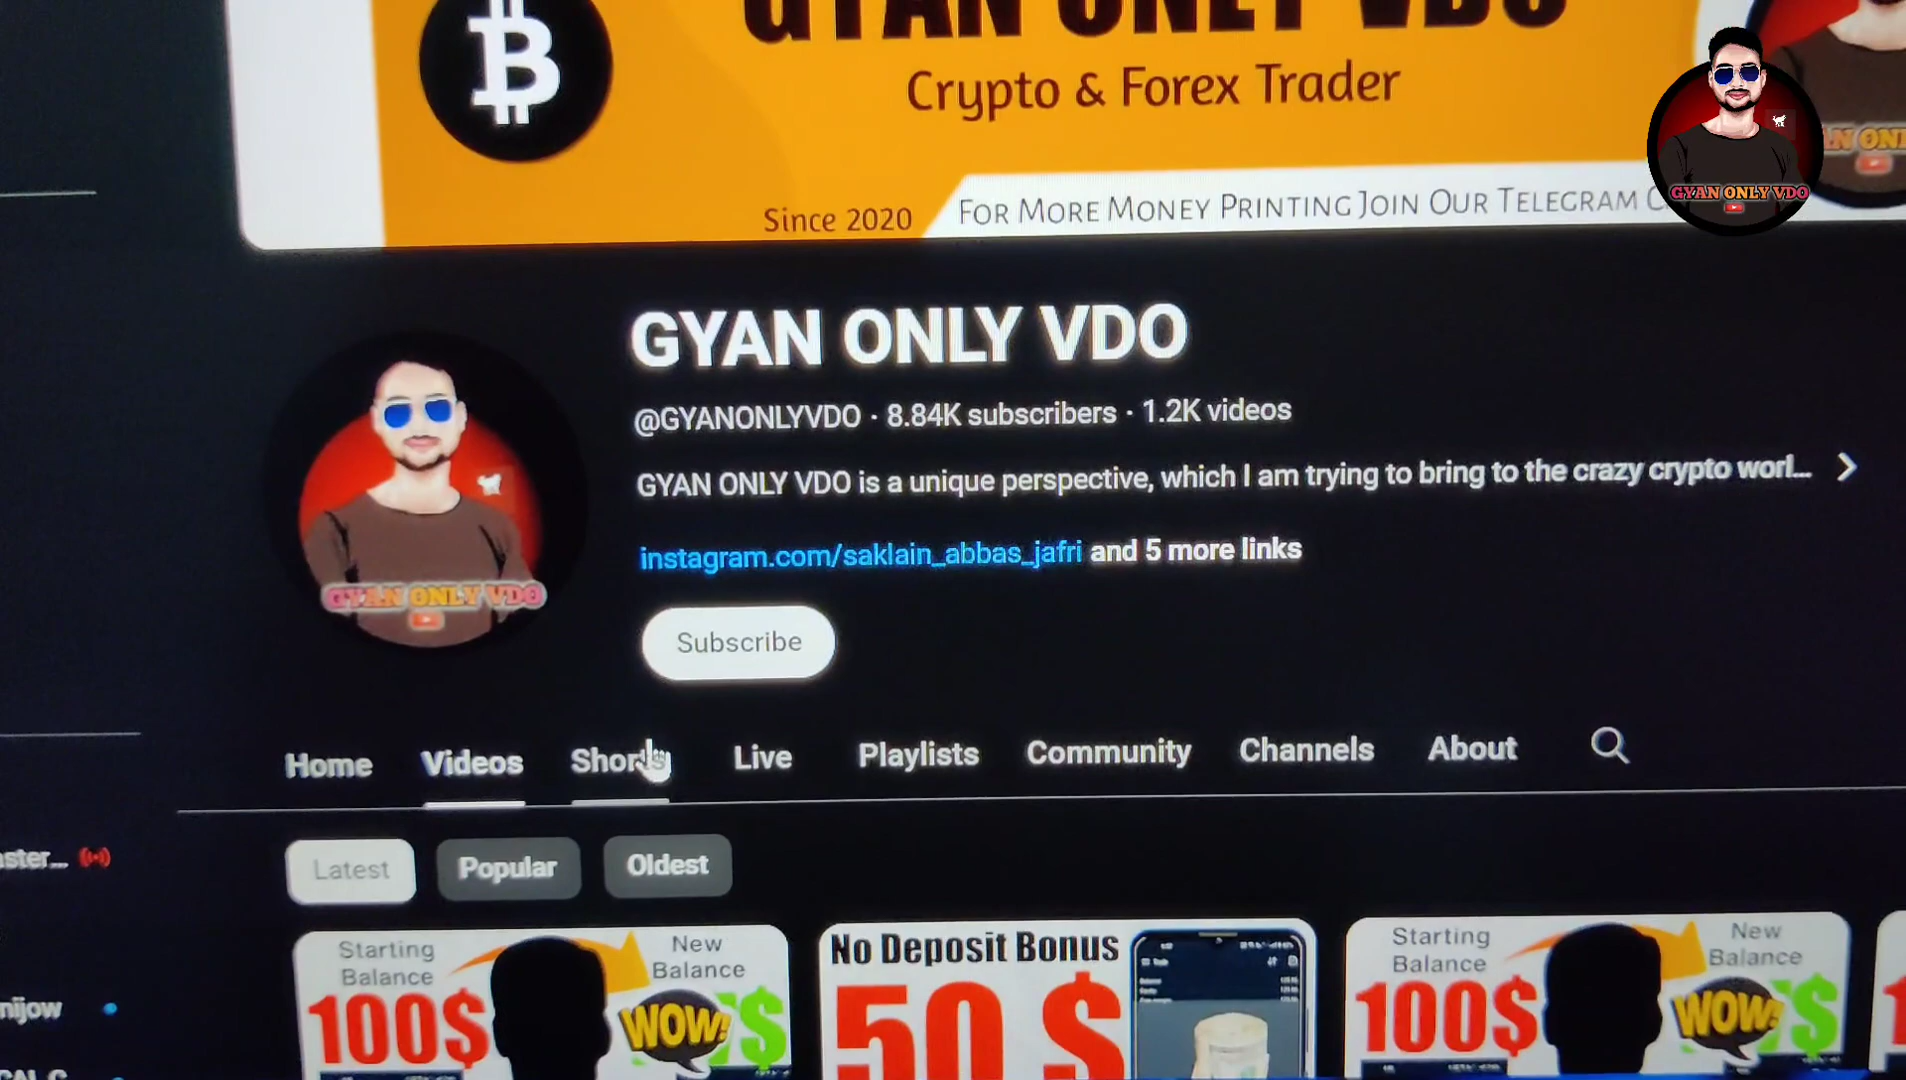 GYAN ONLY VDO
Crypto & Forex Trader
Since 2020
FOR MORE MONEY PRINTING JOIN OUR TELEGRAM
GYAN ONLY VDO
GYAN ONLY VDO
@GYANONLYVDO · 8.84K subscribers · 1.2K videos
GYAN ONLY VDO is a unique perspective, which I am trying to bring to the crazy crypto worl...
instagram.com/saklain_abbas_jafri and 5 more links
GYAN ONLY VDO
Subscribe
Home Videos Shorts Live Playlists Community Channels About
Latest Popular Oldest
Starting
Balance
100$
New
Balance
WOW!
$
No Deposit Bonus
50 $
Starting
Balance
100$
New
Balance
WOW!
$